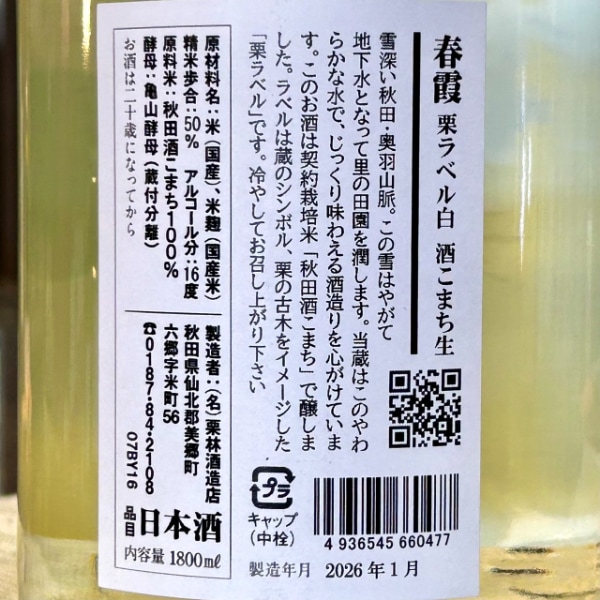 春霞 栗ラベル白 酒こまち生
雪深い秋田・奥羽山脈。この雪はやがて
地下水となって里の田園を潤します。当蔵はこのやわ
らかな水で、じっくり味わえる酒造りを心がけていま
す。このお酒は契約栽培米「秋田酒こまち」で醸しま
した。ラベルは蔵のシンボル、栗の古木をイメージした
「栗ラベル」です。冷やしてお召し上がり下さい
原材料名:米(国産)、米麹(国産米)
精米歩合:50% アルコール分:16度
原料米:秋田酒こまち100%
酵母:亀山酵母(蔵付分離)
お酒は二十歳になってから
製造者:(名)栗林酒造店
秋田県仙北郡美郷町
六郷字米町56
☎0187-84-2108
07BY16
品目 日本酒
内容量 1800㎖
プラ
キャップ
(中栓)
4 936545 660477
製造年月 2026年1月